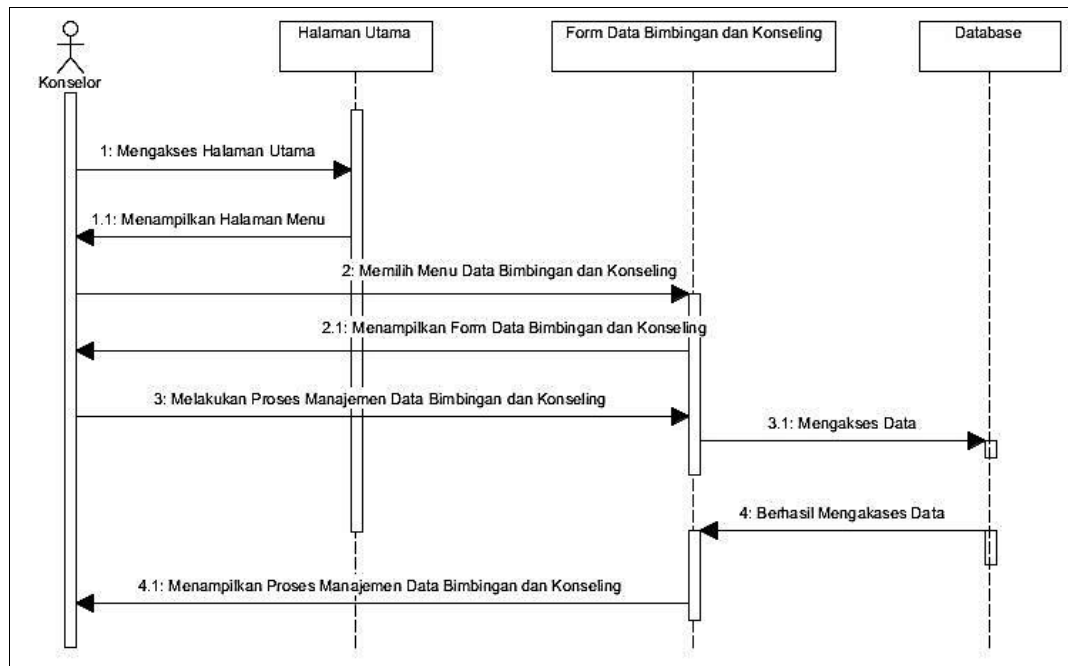 Halaman Utama
Form Data Bimbingan dan Konseling
Database
Konselor
1: Mengakses Halaman Utama
1.1: Menampilkan Halaman Menu
2: Memilih Menu Data Bimbingan dan Konseling
2.1: Menampilkan Form Data Bimbingan dan Konseling
3: Melakukan Proses Manajemen Data Bimbingan dan Konseling
3.1: Mengakses Data
4: Berhasil Mengakases Data
4.1: Menampilkan Proses Manajemen Data Bimbingan dan Konseling